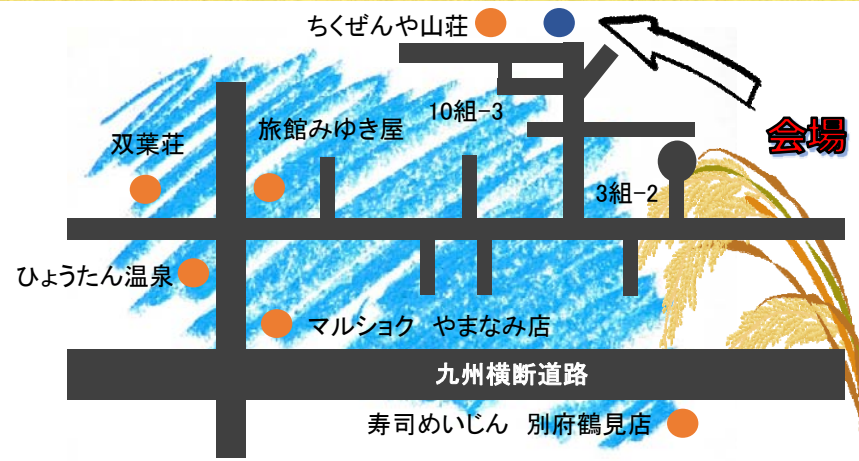 ちくぜんや山荘
10組-3
会場
双葉荘
旅館みゆき屋
3組-2
ひょうたん温泉
マルショク やまなみ店
九州横断道路
寿司めいじん 別府鶴見店